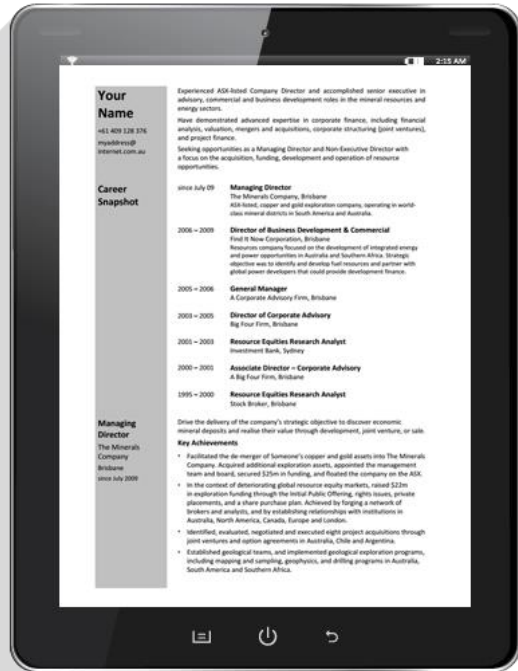 2:15 AM
Your
Name
+61 409 128 376
myaddress@
internet.com.au
Experienced ASX-listed Company Director and accomplished senior executive in
advisory, commercial and business development roles in the mineral resources and
energy sectors.
Have demonstrated advanced expertise in corporate finance, including financial
analysis, valuation, mergers and acquisitions, corporate structuring (joint ventures),
and project finance.
Seeking opportunities as a Managing Director and Non-Executive Director with
a focus on the acquisition, funding, development and operation of resource
opportunities.
Career
Snapshot
since July 09 Managing Director
The Minerals Company, Brisbane
ASX-listed, copper and gold exploration company, operating in world-
class mineral districts in South America and Australia.
2006 – 2009 Director of Business Development & Commercial
Find It Now Corporation, Brisbane
Resources company focused on the development of integrated energy
and power opportunities in Australia and Southern Africa. Strategic
objective was to identify and develop fuel resources and partner with
global power developers that could provide development finance.
2005 – 2006 General Manager
A Corporate Advisory Firm, Brisbane
2003 – 2005 Director of Corporate Advisory
Big Four Firm, Brisbane
2001 – 2003 Resource Equities Research Analyst
Investment Bank, Sydney
2000 – 2001 Associate Director – Corporate Advisory
A Big Four Firm, Brisbane
1995 – 2000 Resource Equities Research Analyst
Stock Broker, Brisbane
Managing
Director
The Minerals
Company
Brisbane
since July 2009
Drive the delivery of the company's strategic objective to discover economic
mineral deposits and realise their value through development, joint venture, or sale.
Key Achievements
• Facilitated the de-merger of Someone's copper and gold assets into The Minerals
Company. Acquired additional exploration assets, appointed the management
team and board, secured $25m in funding, and floated the company on the ASX.
• In the context of deteriorating global resource equity markets, raised $22m
in exploration funding through the Initial Public Offering, rights issues, private
placements, and a share purchase plan. Achieved by forging a network of
brokers and analysts, and by establishing relationships with institutions in
Australia, North America, Canada, Europe and London.
• Identified, evaluated, negotiated and executed eight project acquisitions through
joint ventures and option agreements in Australia, Chile and Argentina.
• Established geological teams, and implemented geological exploration programs,
including mapping and sampling, geophysics, and drilling programs in Australia,
South America and Southern Africa.